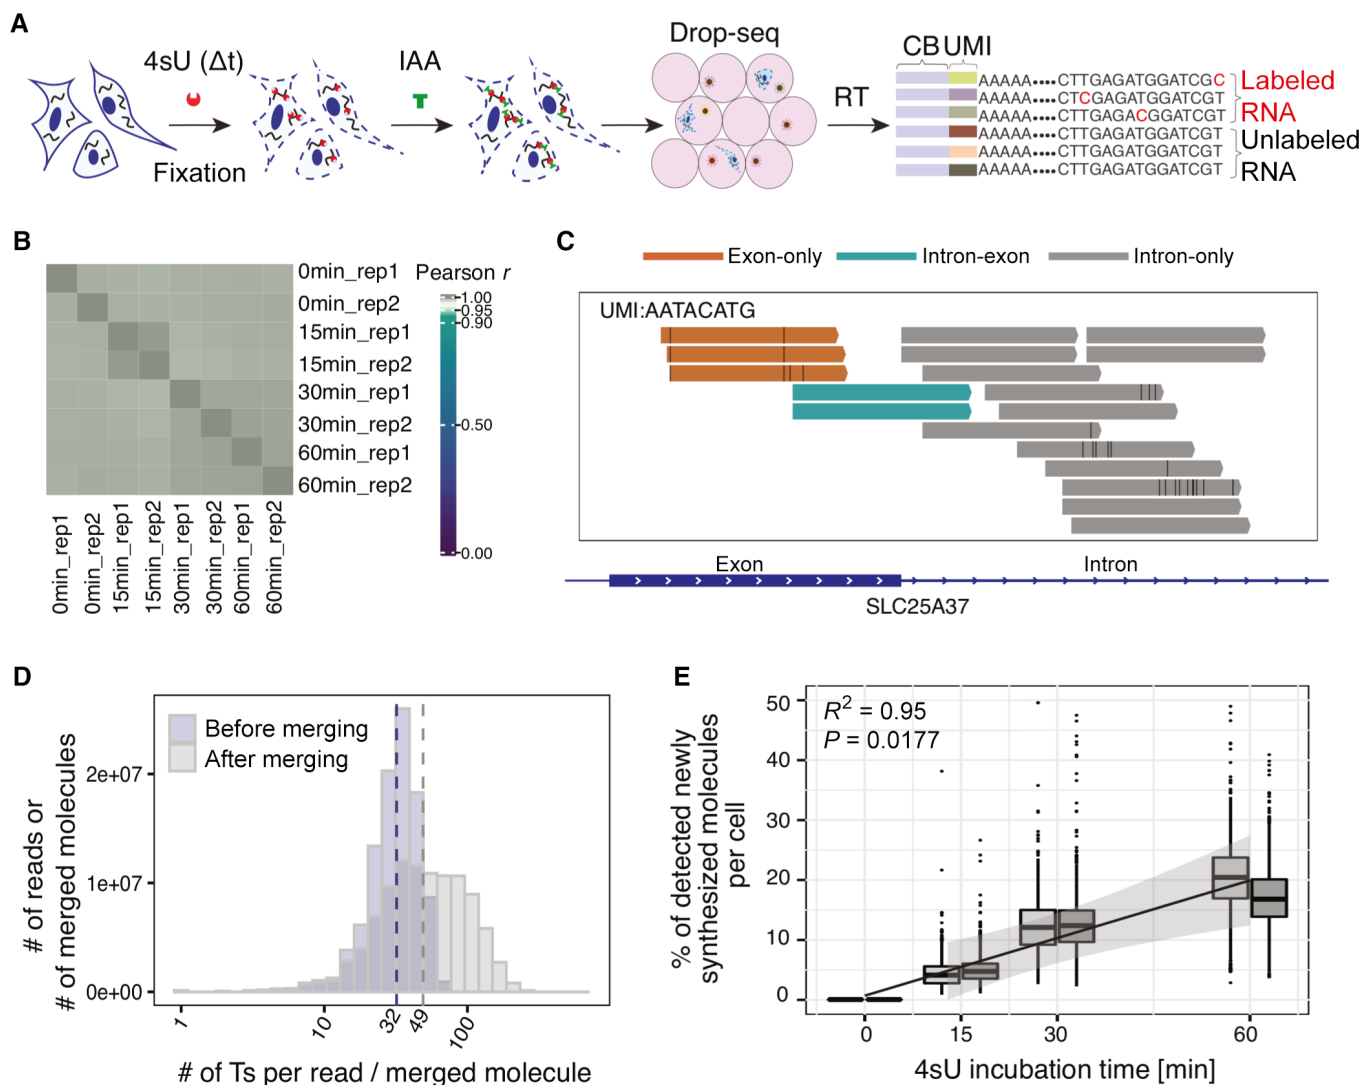 A
4sU (Δt)
Fixation
IAA
Drop-seq
RT
CB UMI
AAAAA••••CTTGAGATGGATCGC
AAAAA••••CTCGAGATGGATCGT
AAAAA••••CTTGAGACGGATCGT
AAAAA••••CTTGAGATGGATCGT
AAAAA••••CTTGAGATGGATCGT
AAAAA••••CTTGAGATGGATCGT
Labeled
RNA
Unlabeled
RNA
B
0min_rep1
0min_rep2
15min_rep1
15min_rep2
30min_rep1
30min_rep2
60min_rep1
60min_rep2
0min_rep1
0min_rep2
15min_rep1
15min_rep2
30min_rep1
30min_rep2
60min_rep1
60min_rep2
Pearson r
1.00
0.95
0.90
0.50
0.00
C
Exon-only
Intron-exon
Intron-only
UMI:AATACATG
Exon
Intron
SLC25A37
D
Before merging
After merging
# of reads or
# of merged molecules
2e+07
1e+07
0e+00
1
10
32
49
100
# of Ts per read / merged molecule
E
R² = 0.95
P = 0.0177
% of detected newly
synthesized molecules
per cell
50
40
30
20
10
0
0
15
30
60
4sU incubation time [min]